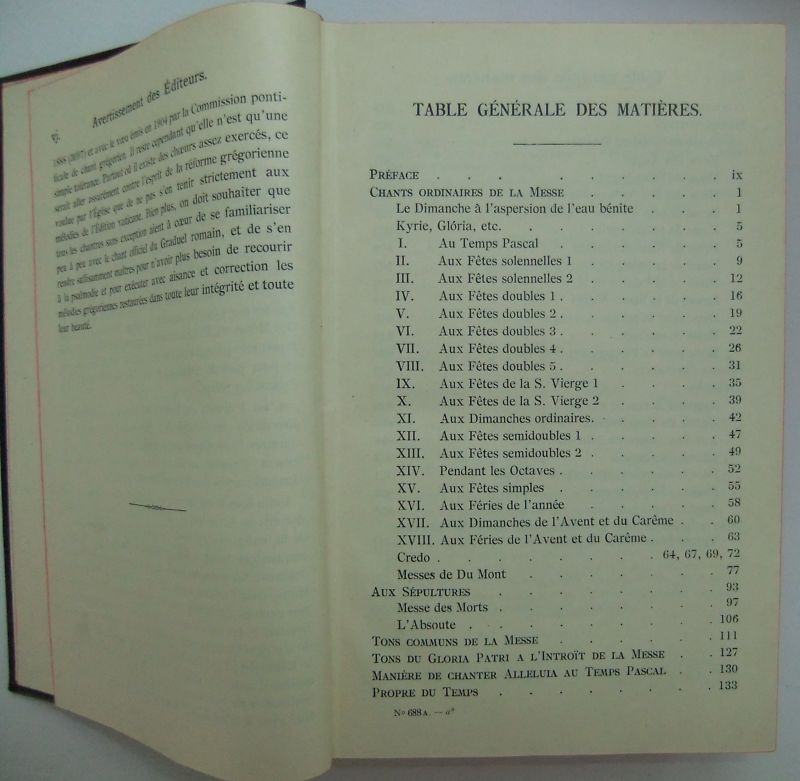 vj. Avertissement des Éditeurs.
1888 (2697) et avec le vœu émis en 1904 par la Commission ponti-
ficale de chant grégorien. Il reste cependant qu'elle n'est qu'une
simple tolérance. Partout où il existe des chœurs assez exercés, ce
serait aller assurément contre l'esprit de la réforme grégorienne
voulue par l'Église que de ne pas s'en tenir strictement aux
mélodies de l'Édition vaticane. Bien plus, on doit souhaiter que
tous les chantres sans exception aient à cœur de se familiariser
peu à peu avec le chant officiel du Graduel romain, et de s'en
rendre suffisamment maîtres pour n'avoir plus besoin de recourir
à la psalmodie et pour exécuter avec aisance et correction les
mélodies grégoriennes restaurées dans toute leur intégrité et toute
leur beauté.
TABLE GÉNÉRALE DES MATIÈRES.
PRÉFACE . . . . . . . . . ix
CHANTS ORDINAIRES DE LA MESSE . . . . . 1
Le Dimanche à l'aspersion de l'eau bénite . . . 1
Kyrie, Glória, etc. . . . . . . 5
I. Au Temps Pascal . . . . . . 5
II. Aux Fêtes solennelles 1 . . . . . 9
III. Aux Fêtes solennelles 2 . . . . . 12
IV. Aux Fêtes doubles 1 . . . . . . 16
V. Aux Fêtes doubles 2 . . . . . . 19
VI. Aux Fêtes doubles 3 . . . . . . 22
VII. Aux Fêtes doubles 4 . . . . . . 26
VIII. Aux Fêtes doubles 5 . . . . . . 31
IX. Aux Fêtes de la S. Vierge 1 . . . . 35
X. Aux Fêtes de la S. Vierge 2 . . . . 39
XI. Aux Dimanches ordinaires. . . . . 42
XII. Aux Fêtes semidoubles 1 . . . . . 47
XIII. Aux Fêtes semidoubles 2 . . . . . 49
XIV. Pendant les Octaves . . . . . . 52
XV. Aux Fêtes simples . . . . . . 55
XVI. Aux Féries de l'année . . . . . 58
XVII. Aux Dimanches de l'Avent et du Carême . . 60
XVIII. Aux Féries de l'Avent et du Carême . . . 63
Credo . . . . . . . . 64, 67, 69, 72
Messes de Du Mont . . . . . . 77
AUX SÉPULTURES . . . . . . . 93
Messe des Morts . . . . . . . 97
L'Absoute . . . . . . . . 106
TONS COMMUNS DE LA MESSE . . . . . 111
TONS DU GLORIA PATRI A L'INTROÏT DE LA MESSE . . 127
MANIÈRE DE CHANTER ALLELUIA AU TEMPS PASCAL . . 130
PROPRE DU TEMPS . . . . . . . 133
No 688 A. — a*